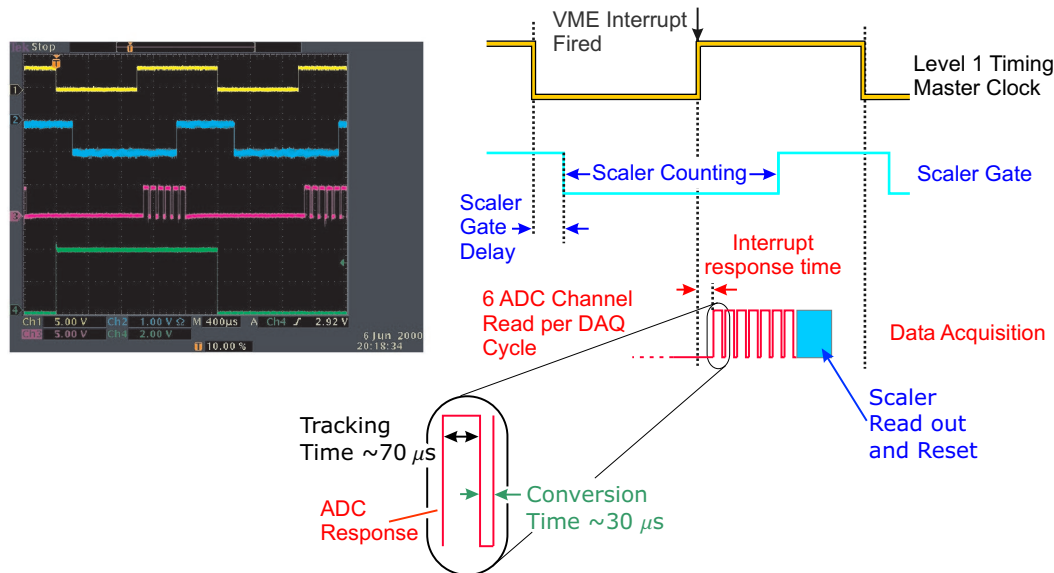 Tek Stop
T
T
1
2
3
4
Ch1 5.00 V Ch2 1.00 V Ω M 400µs A Ch4 ƒ 2.92 V
Ch3 5.00 V Ch4 2.00 V
6 Jun 2000
20:18:34
T 10.00 %
VME Interrupt
Fired
Level 1 Timing
Master Clock
Scaler Counting
Scaler Gate
Scaler
Gate
Delay
Interrupt
response time
6 ADC Channel
Read per DAQ
Cycle
Data Acquisition
Scaler
Read out
and Reset
Tracking
Time ~70 µs
ADC
Response
Conversion
Time ~30 µs